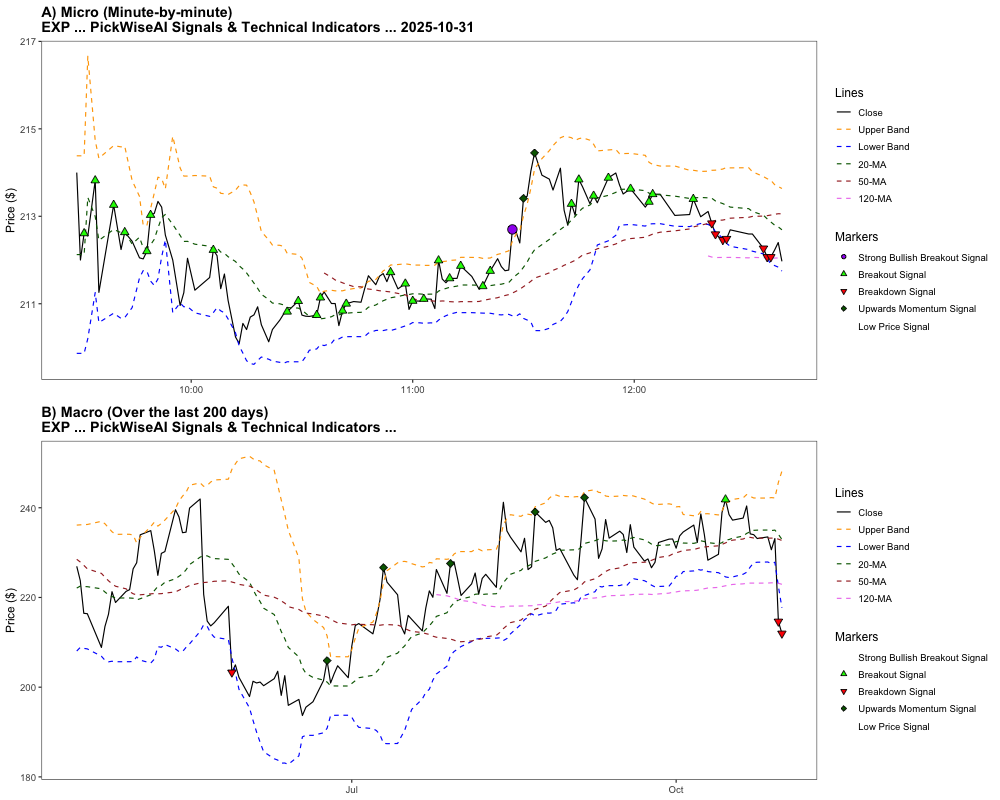 A) Micro (Minute-by-minute)
EXP ... PickWiseAI Signals & Technical Indicators ... 2025-10-31
Price ($)
217
215
213
211
10:00
11:00
12:00
Lines
Close
Upper Band
Lower Band
20-MA
50-MA
120-MA
Markers
Strong Bullish Breakout Signal
Breakout Signal
Breakdown Signal
Upwards Momentum Signal
Low Price Signal
B) Macro (Over the last 200 days)
EXP ... PickWiseAI Signals & Technical Indicators ...
Price ($)
240
220
200
180
Jul
Oct
Lines
Close
Upper Band
Lower Band
20-MA
50-MA
120-MA
Markers
Strong Bullish Breakout Signal
Breakout Signal
Breakdown Signal
Upwards Momentum Signal
Low Price Signal